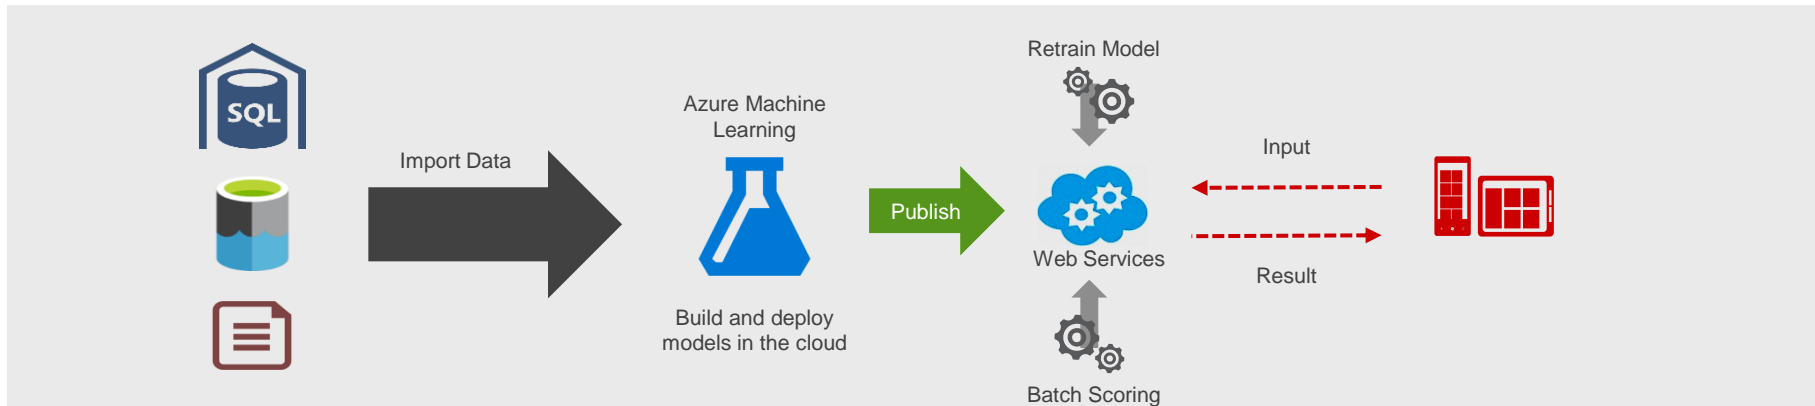 SQL
Import Data
Azure Machine
Learning
Build and deploy
models in the cloud
Publish
Retrain Model
Web Services
Batch Scoring
Input
Result